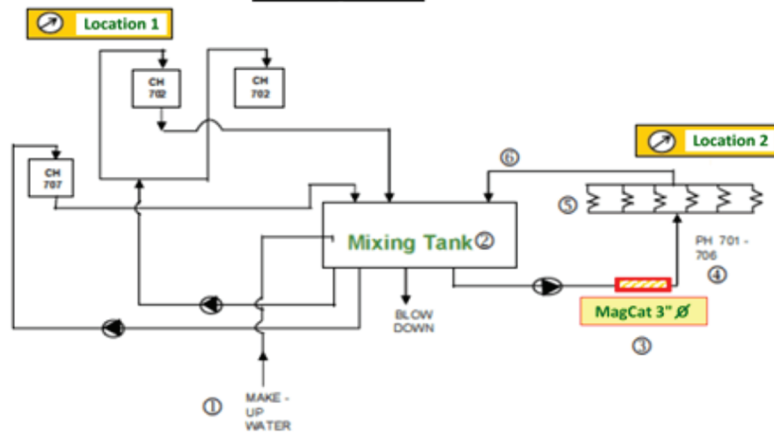 Location 1
CH
702
CH
702
Location 2
CH
707
⑥
⑤
Mixing Tank②
PH 701 -
706
④
BLOW
DOWN
MagCat 3" Ø
③
①
MAKE -
UP
WATER